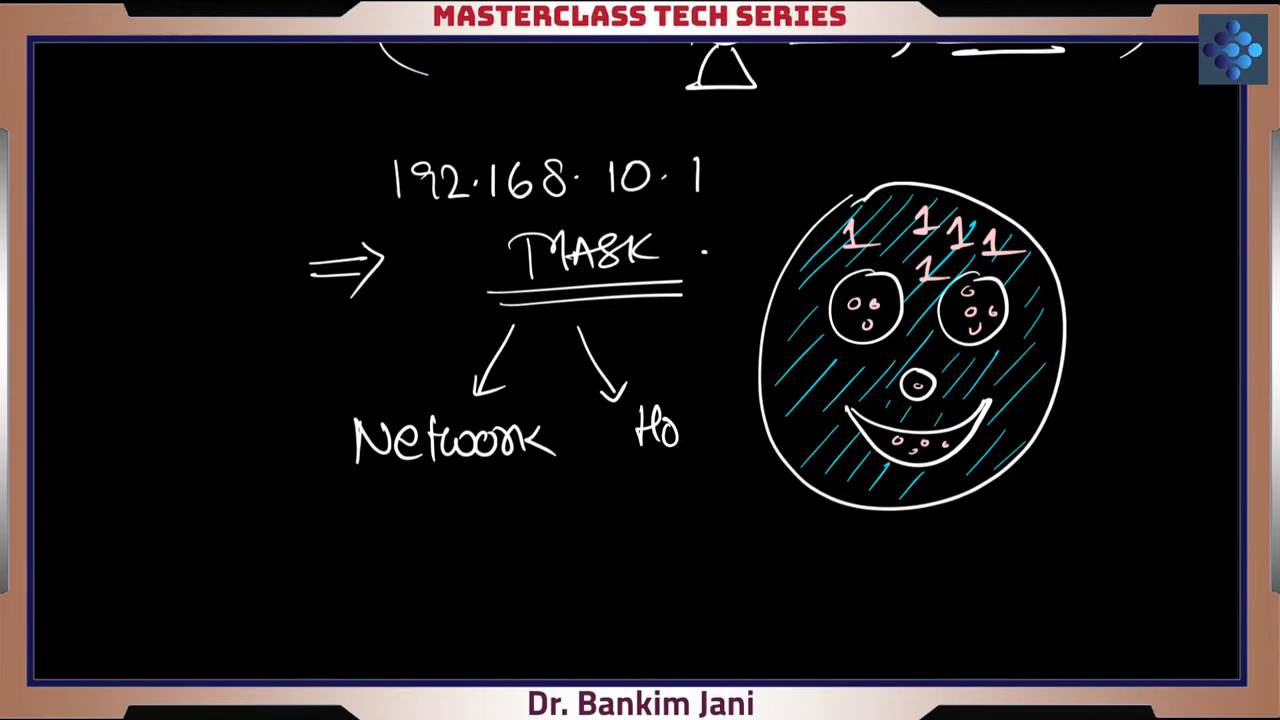 MASTERCLASS TECH SERIES
192.168.10.1
⇒ MASK .
Network Ho
1 1 1 1
1
Dr. Bankim Jani